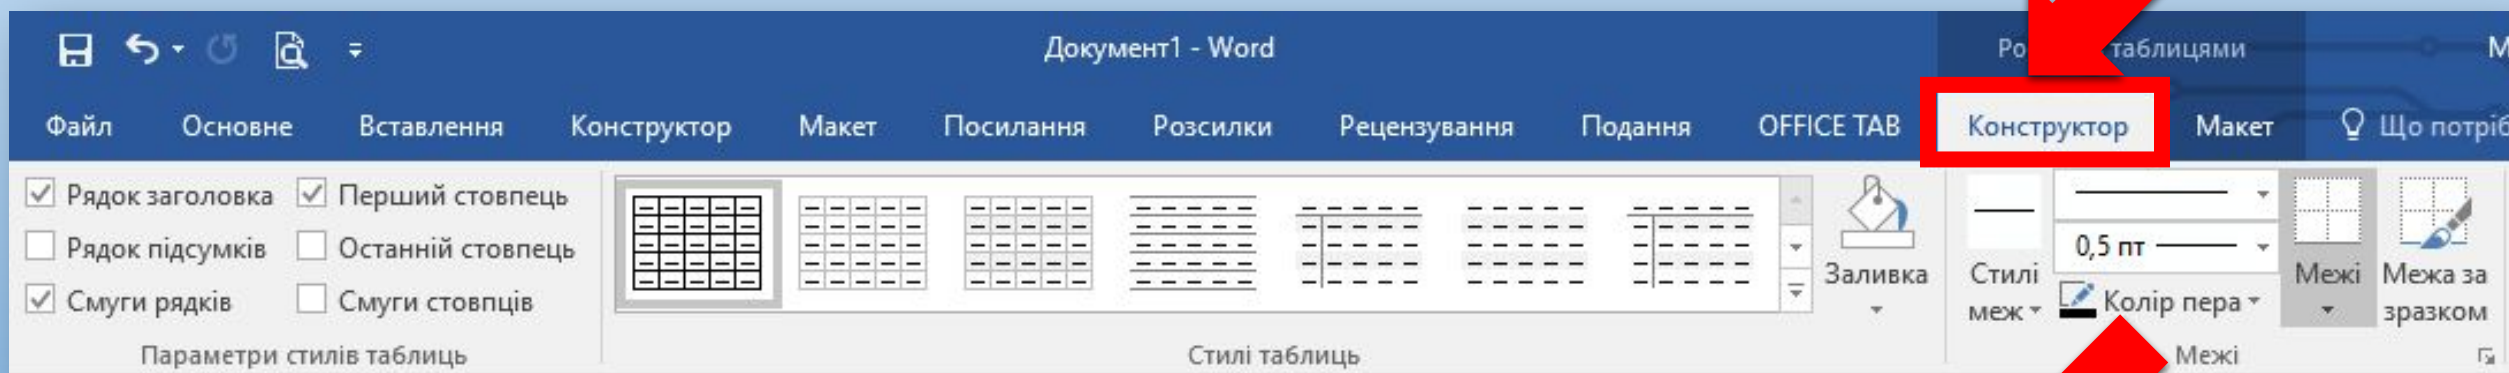 Документ1 - Word
таблицями
Файл Основне Вставлення Конструктор Макет Посилання Розсилки Рецензування Подання OFFICE TAB Конструктор Макет Що
Рядок заголовка Перший стовпець
Рядок підсумків Останній стовпець
Смуги рядків Смуги стовпців
Параметри стилів таблиць
Стилі таблиць
Заливка
Стилі меж
0,5 пт
Колір пера
Межі
Межа за
зразком
Межі